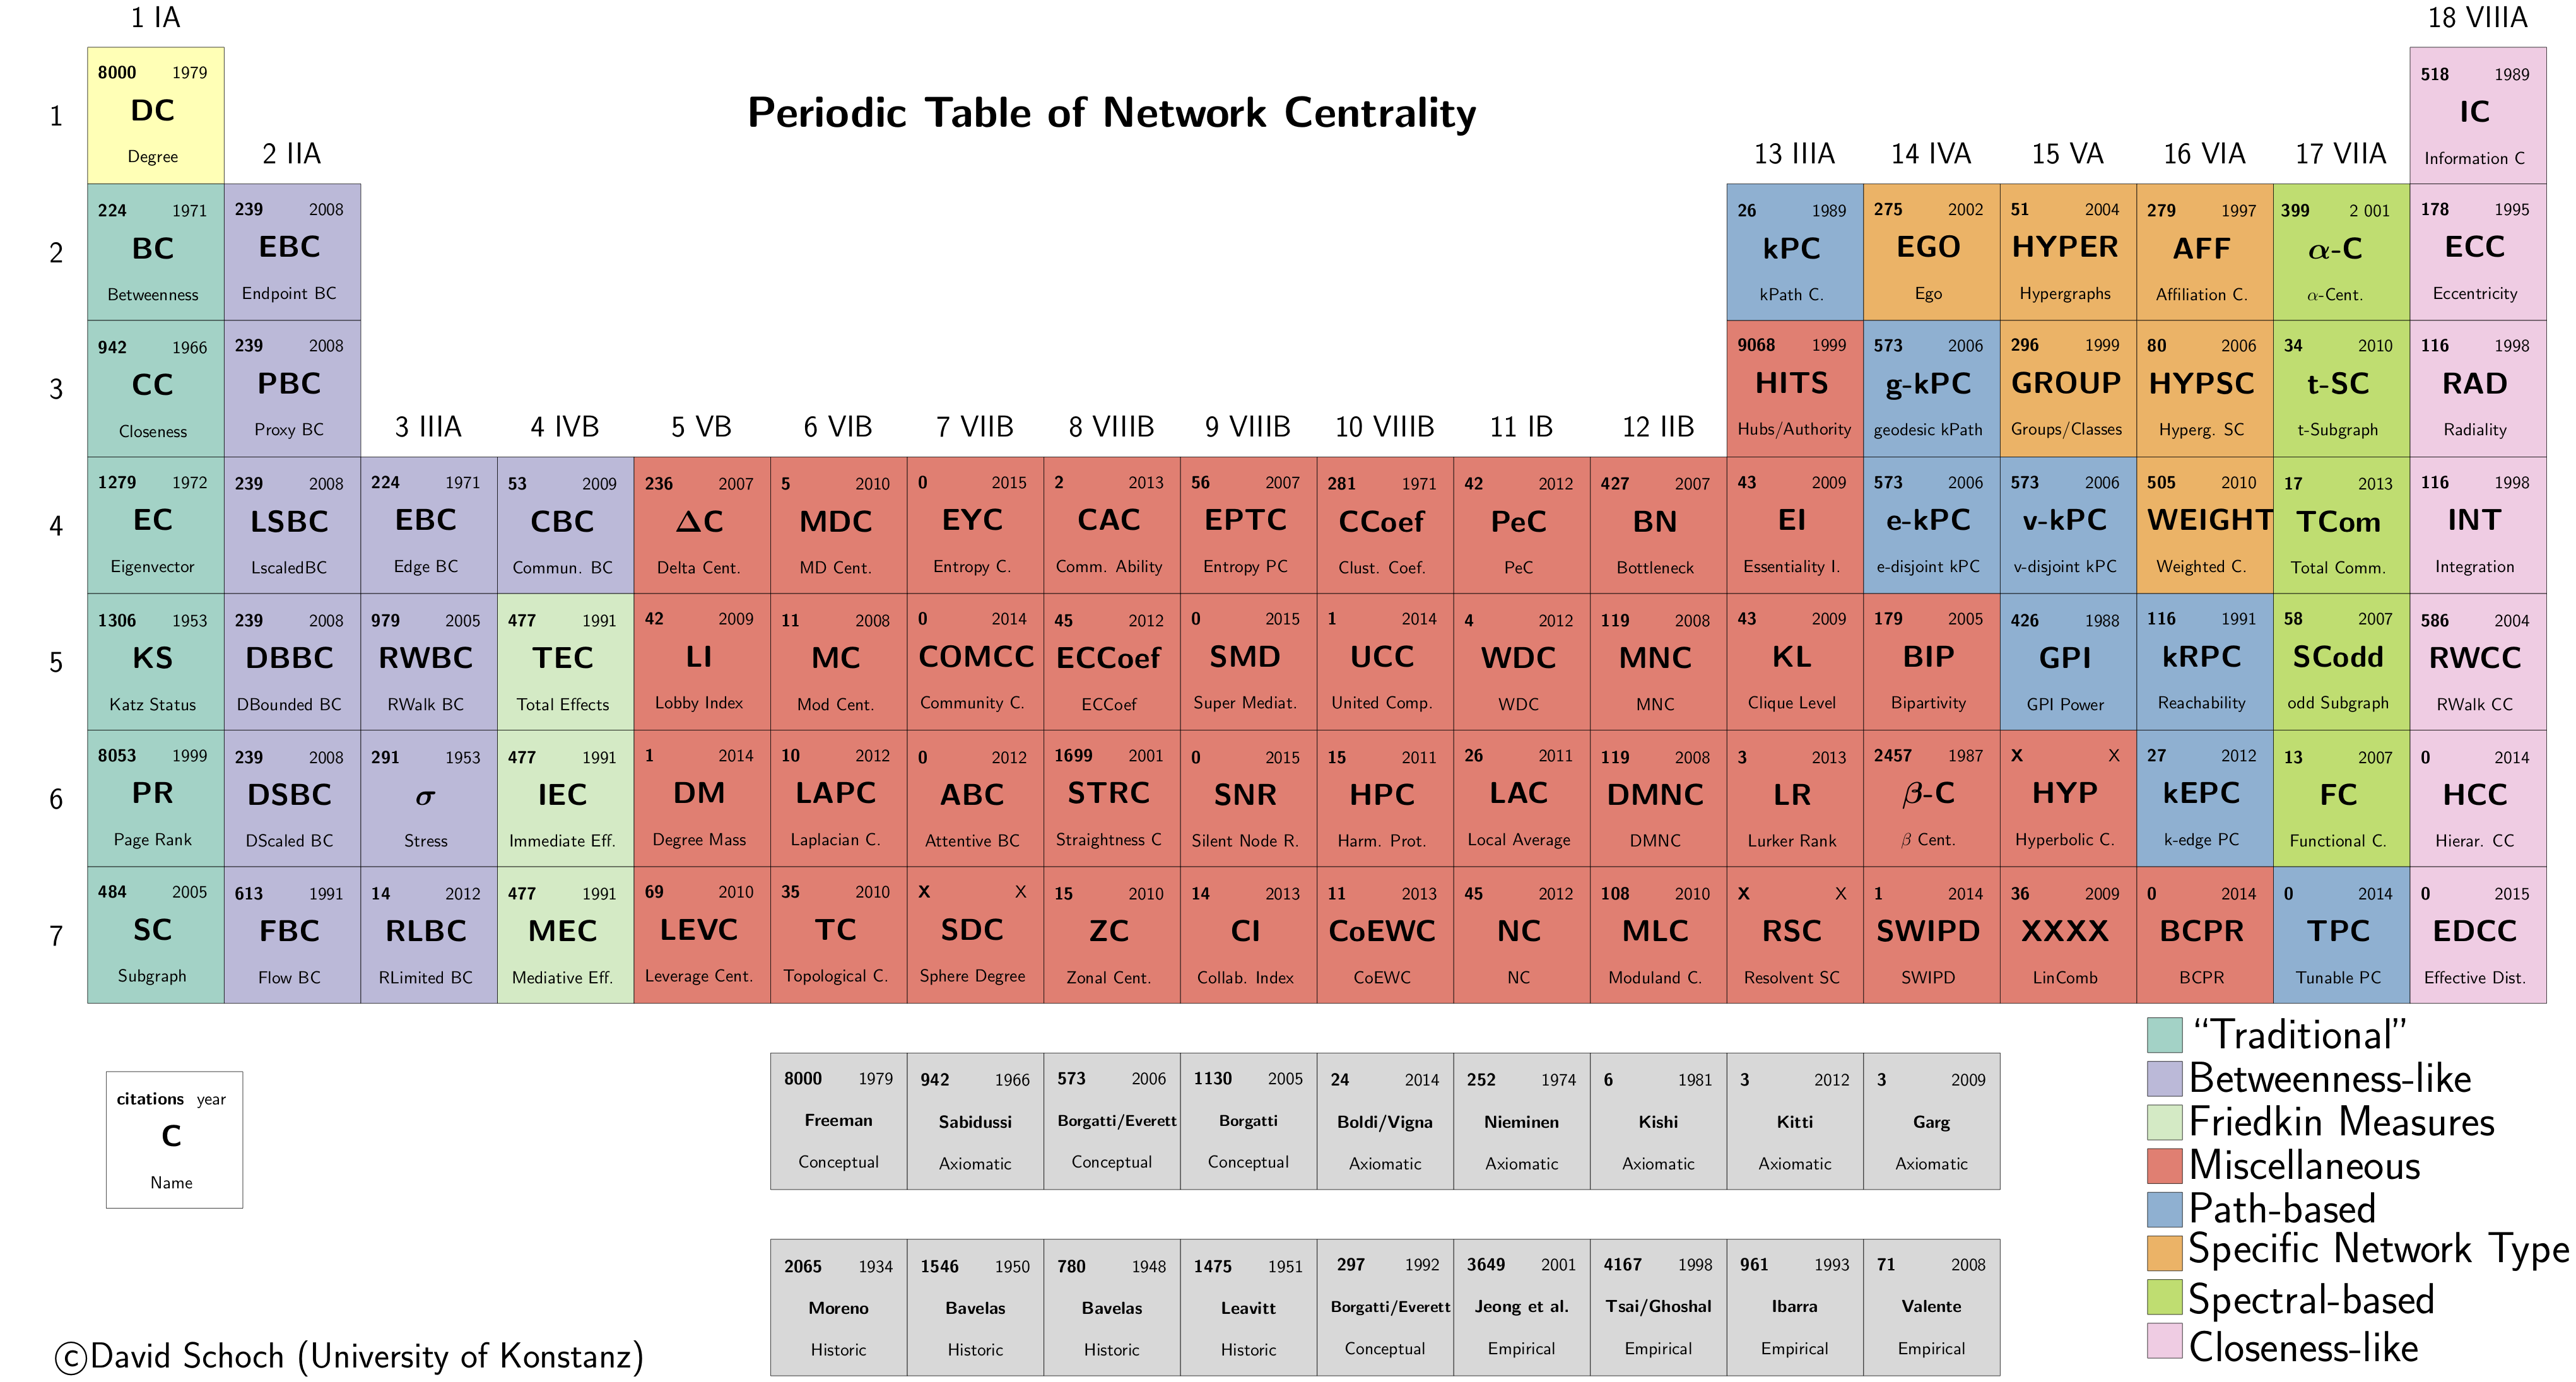 1 IA
18 VIIIA
8000 1979
DC
Degree
Periodic Table of Network Centrality
518 1989
IC
Information C
1
2 IIA
13 IIIA 14 IVA 15 VA 16 VIA 17 VIIA
224 1971 239 2008 26 1989 275 2002 51 2004 279 1997 399 2 001 178 1995
2 BC EBC kPC EGO HYPER AFF α-C ECC
Betweenness Endpoint BC kPath C. Ego Hypergraphs Affiliation C. α-Cent. Eccentricity
942 1966 239 2008 9068 1999 573 2006 296 1999 80 2006 34 2010 116 1998
3 CC PBC HITS g-kPC GROUP HYPSC t-SC RAD
Closeness Proxy BC Hubs/Authority geodesic kPath Groups/Classes Hyperg. SC t-Subgraph Radiality
3 IIIA 4 IVB 5 VB 6 VIB 7 VIIB 8 VIIIB 9 VIIIB 10 VIIIB 11 IB 12 IIB
1279 1972 239 2008 224 1971 53 2009 236 2007 5 2010 0 2015 2 2013 56 2007 281 1971 42 2012 427 2007 43 2009 573 2006 573 2006 505 2010 17 2013 116 1998
4 EC LSBC EBC CBC ΔC MDC EYC CAC EPTC CCoef PeC BN EI e-kPC v-kPC WEIGHT TCom INT
Eigenvector LscaledBC Edge BC Commun. BC Delta Cent. MD Cent. Entropy C. Comm. Ability Entropy PC Clust. Coef. PeC Bottleneck Essentiality I. e-disjoint kPC v-disjoint kPC Weighted C. Total Comm. Integration
1306 1953 239 2008 979 2005 477 1991 42 2009 11 2008 0 2014 45 2012 0 2015 1 2014 4 2012 119 2008 43 2009 179 2005 426 1988 116 1991 58 2007 586 2004
5 KS DBBC RWBC TEC LI MC COMCC ECCoef SMD UCC WDC MNC KL BIP GPI kRPC SCodd RWCC
Katz Status DBounded BC RWalk BC Total Effects Lobby Index Mod Cent. Community C. ECCoef Super Mediat. United Comp. WDC MNC Clique Level Bipartivity GPI Power Reachability odd Subgraph RWalk CC
8053 1999 239 2008 291 1953 477 1991 1 2014 10 2012 0 2012 1699 2001 0 2015 15 2011 26 2011 119 2008 3 2013 2457 1987 X X 27 2012 13 2007 0 2014
6 PR DSBC σ IEC DM LAPC ABC STRC SNR HPC LAC DMNC LR β-C HYP kEPC FC HCC
Page Rank DScaled BC Stress Immediate Eff. Degree Mass Laplacian C. Attentive BC Straightness C Silent Node R. Harm. Prot. Local Average DMNC Lurker Rank β Cent. Hyperbolic C. k-edge PC Functional C. Hierar. CC
484 2005 613 1991 14 2012 477 1991 69 2010 35 2010 X X 15 2010 14 2013 11 2013 45 2012 108 2010 X X 1 2014 36 2009 0 2014 0 2014 0 2015
7 SC FBC RLBC MEC LEVC TC SDC ZC CI CoEWC NC MLC RSC SWIPD XXXX BCPR TPC EDCC
Subgraph Flow BC RLimited BC Mediative Eff. Leverage Cent. Topological C. Sphere Degree Zonal Cent. Collab. Index CoEWC NC Moduland C. Resolvent SC SWIPD LinComb BCPR Tunable PC Effective Dist.
citations year
C
Name
8000 1979 942 1966 573 2006 1130 2005 24 2014 252 1974 6 1981 3 2012 3 2009
Freeman Sabidussi Borgatti/Everett Borgatti Boldi/Vigna Nieminen Kishi Kitti Garg
Conceptual Axiomatic Conceptual Conceptual Axiomatic Axiomatic Axiomatic Axiomatic Axiomatic
2065 1934 1546 1950 780 1948 1475 1951 297 1992 3649 2001 4167 1998 961 1993 71 2008
Moreno Bavelas Bavelas Leavitt Borgatti/Everett Jeong et al. Tsai/Ghoshal Ibarra Valente
Historic Historic Historic Historic Conceptual Empirical Empirical Empirical Empirical
“Traditional”
Betweenness-like
Friedkin Measures
Miscellaneous
Path-based
Specific Network Type
Spectral-based
Closeness-like
©David Schoch (University of Konstanz)